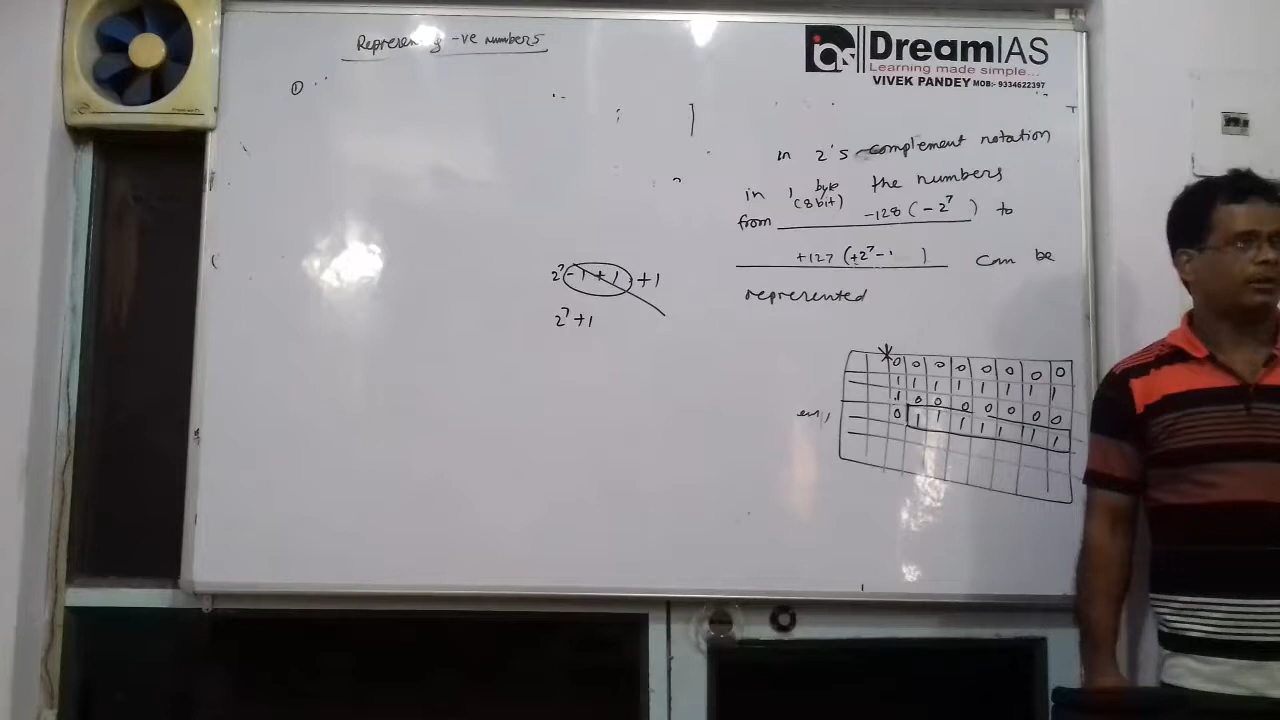 Representing -ve numbers
①
ias DreamIAS
Learning made simple...
VIVEK PANDEY MOB:- 9334622397
in 2's complement notation
in 1 byte (8 bit) the numbers
from -128 (-2⁷) to
+127 (+2⁷-1) can be
represented
2⁷-1+1+1
2⁷+1
0 0 0 0 0 0 0 0
1 1 1 1 1 1 1 1
1 0 0 0 0 0 0 0
0 1 1 1 1 1 1 1